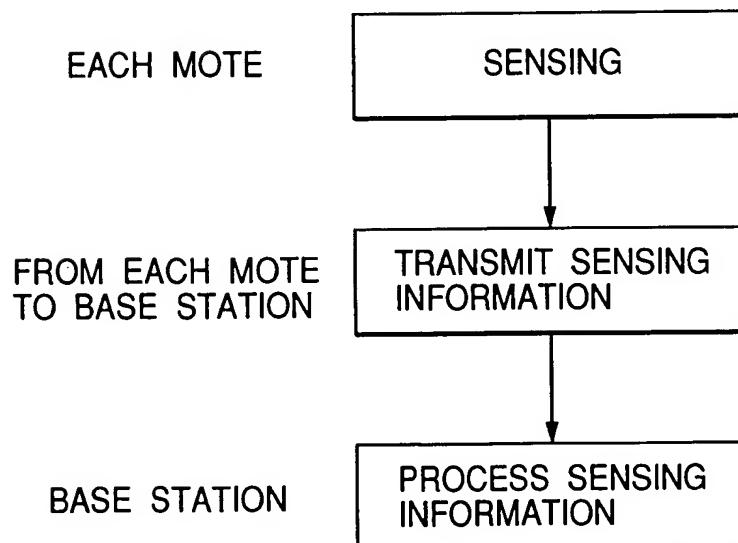 EACH MOTE
SENSING
FROM EACH MOTE
TO BASE STATION
TRANSMIT SENSING
INFORMATION
BASE STATION
PROCESS SENSING
INFORMATION